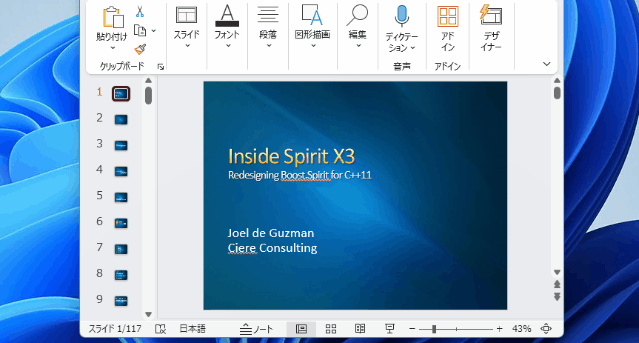 貼り付け
スライド
フォント
段落
図形描画
編集
ディクテー
ション
アド
イン
デザ
イナー
クリップボード
音声
アドイン
1
2
3
4
5
6
7
8
9
Inside Spirit X3
Redesigning Boost.Spirit for C++11
Joel de Guzman
Ciere Consulting
スライド 1/117
日本語
ノート
43%